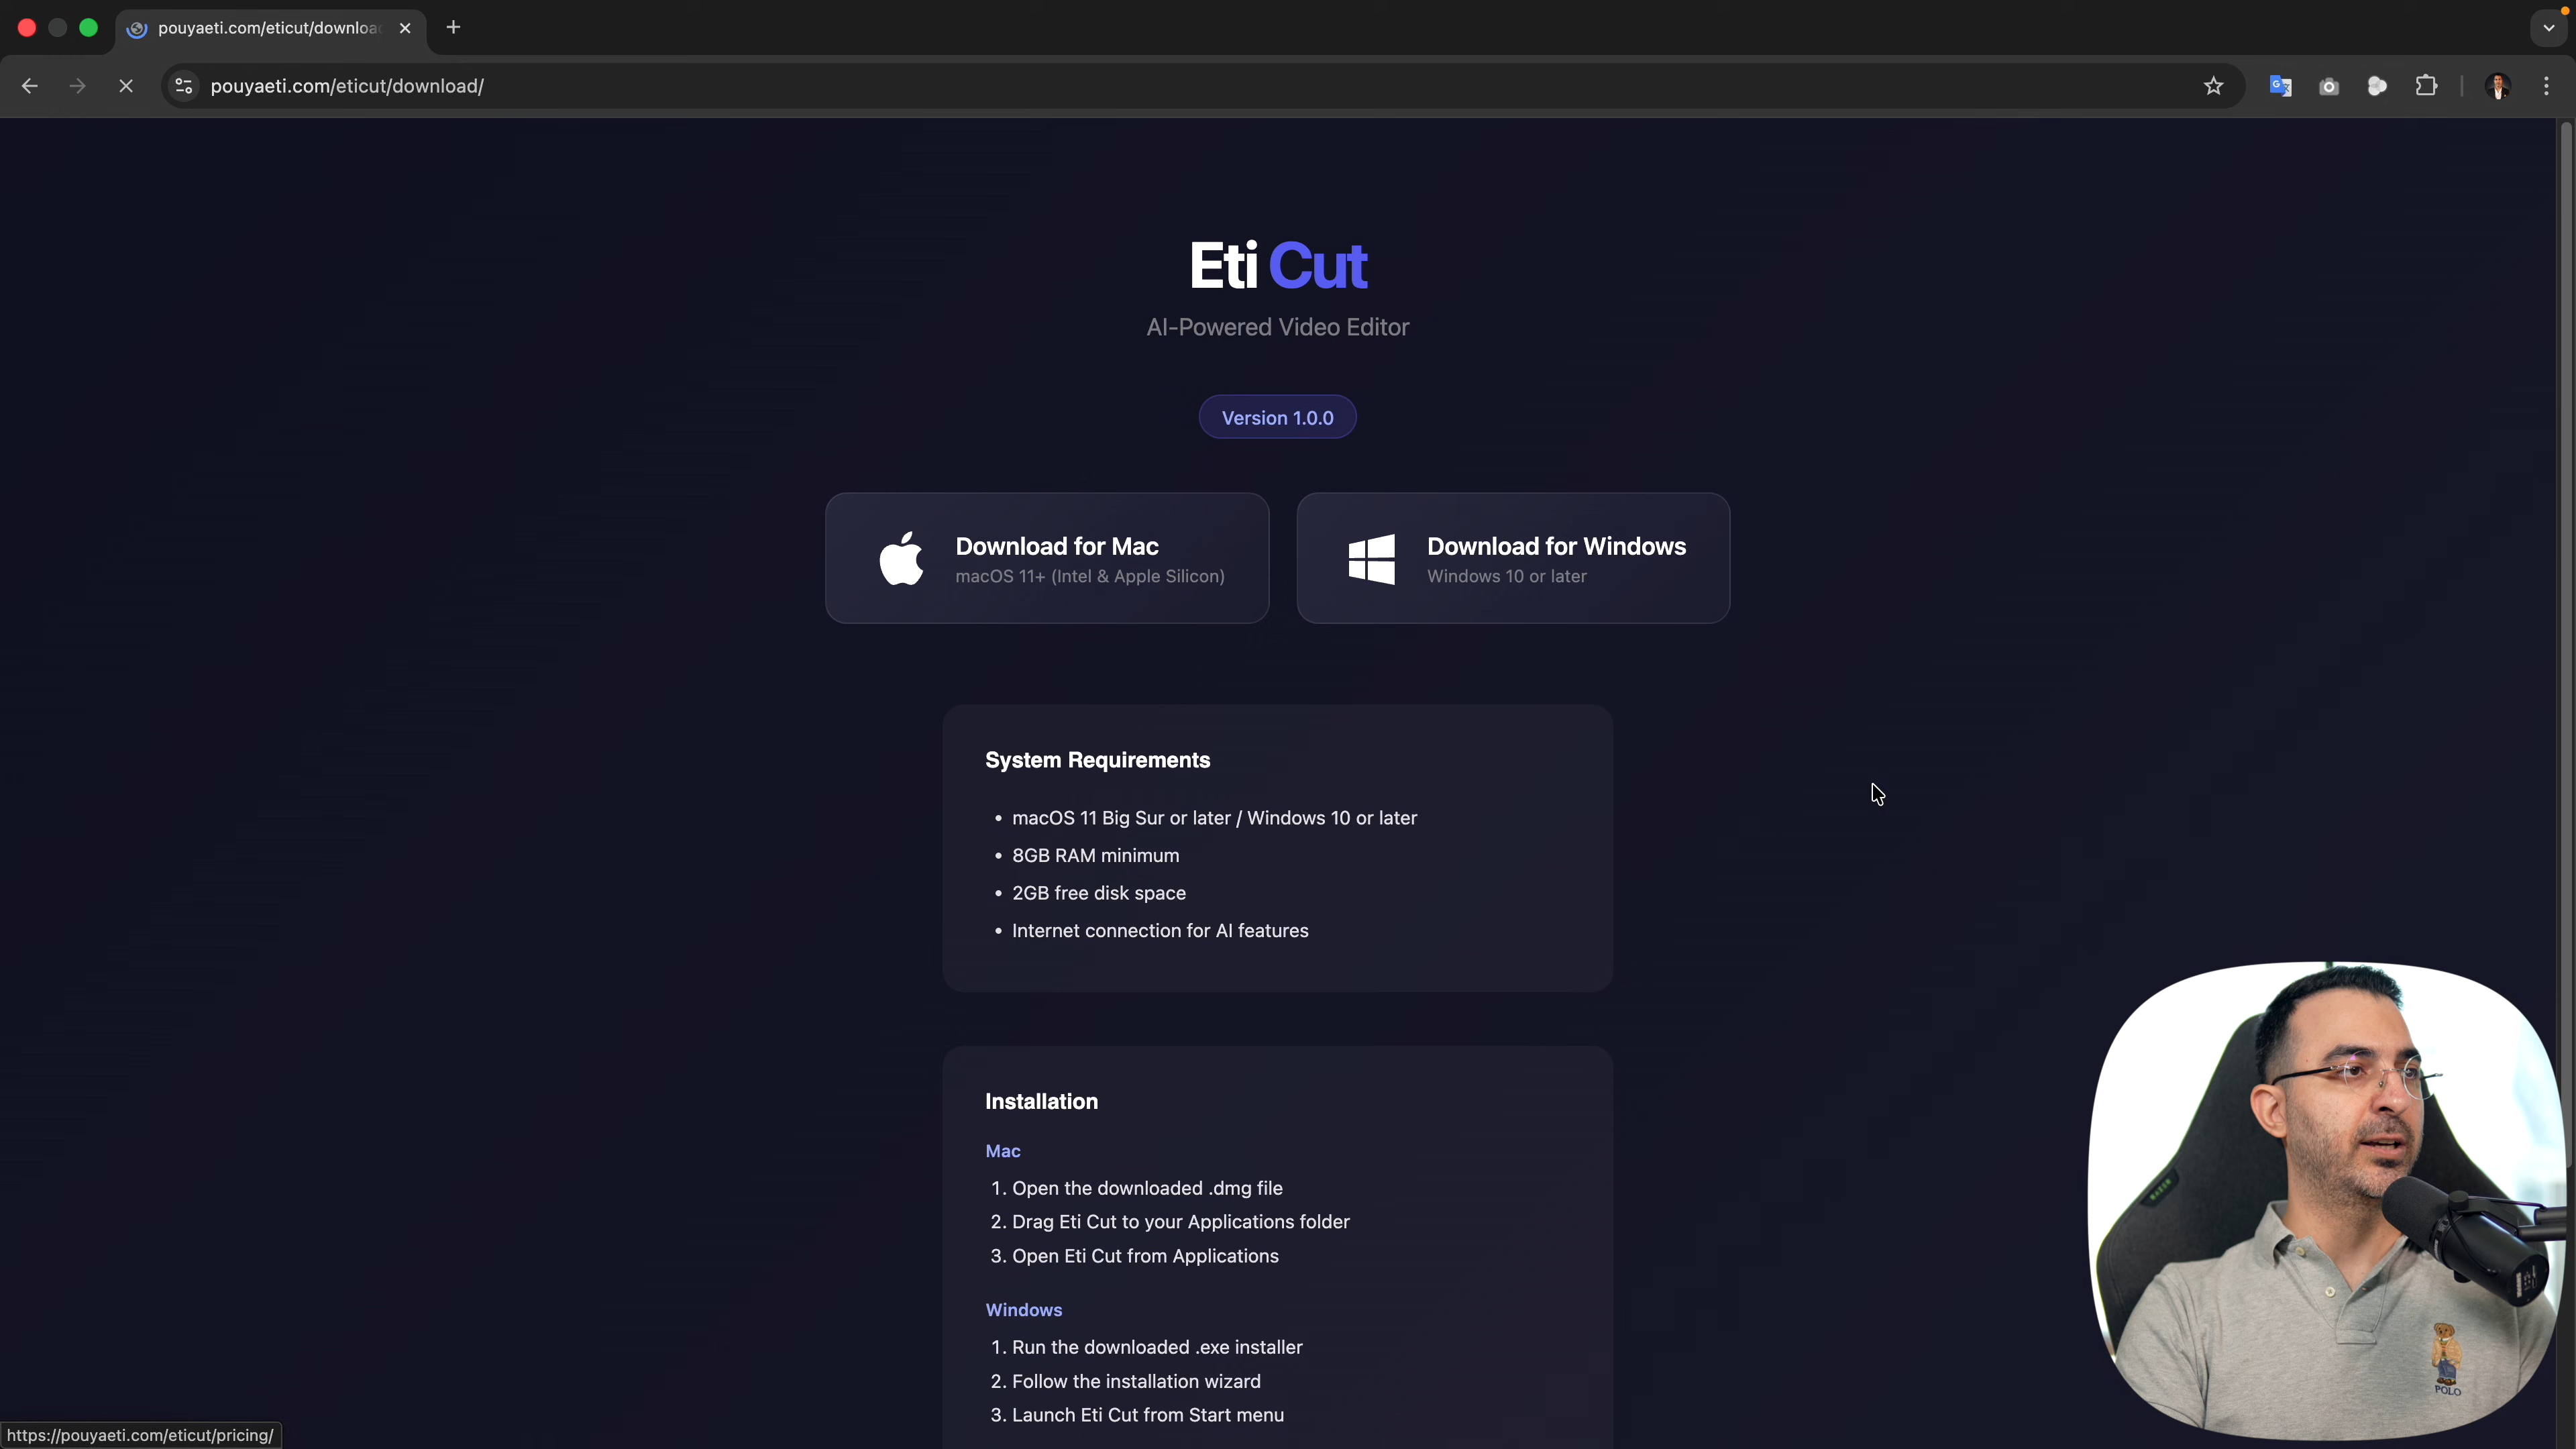 pouyaeti.com/eticut/downloa
pouyaeti.com/eticut/download/
Eti Cut
AI-Powered Video Editor
Version 1.0.0
Download for Mac
macOS 11+ (Intel & Apple Silicon)
Download for Windows
Windows 10 or later
System Requirements
• macOS 11 Big Sur or later / Windows 10 or later
• 8GB RAM minimum
• 2GB free disk space
• Internet connection for AI features
Installation
Mac
1. Open the downloaded .dmg file
2. Drag Eti Cut to your Applications folder
3. Open Eti Cut from Applications
Windows
1. Run the downloaded .exe installer
2. Follow the installation wizard
3. Launch Eti Cut from Start menu
https://pouyaeti.com/eticut/pricing/
POLO